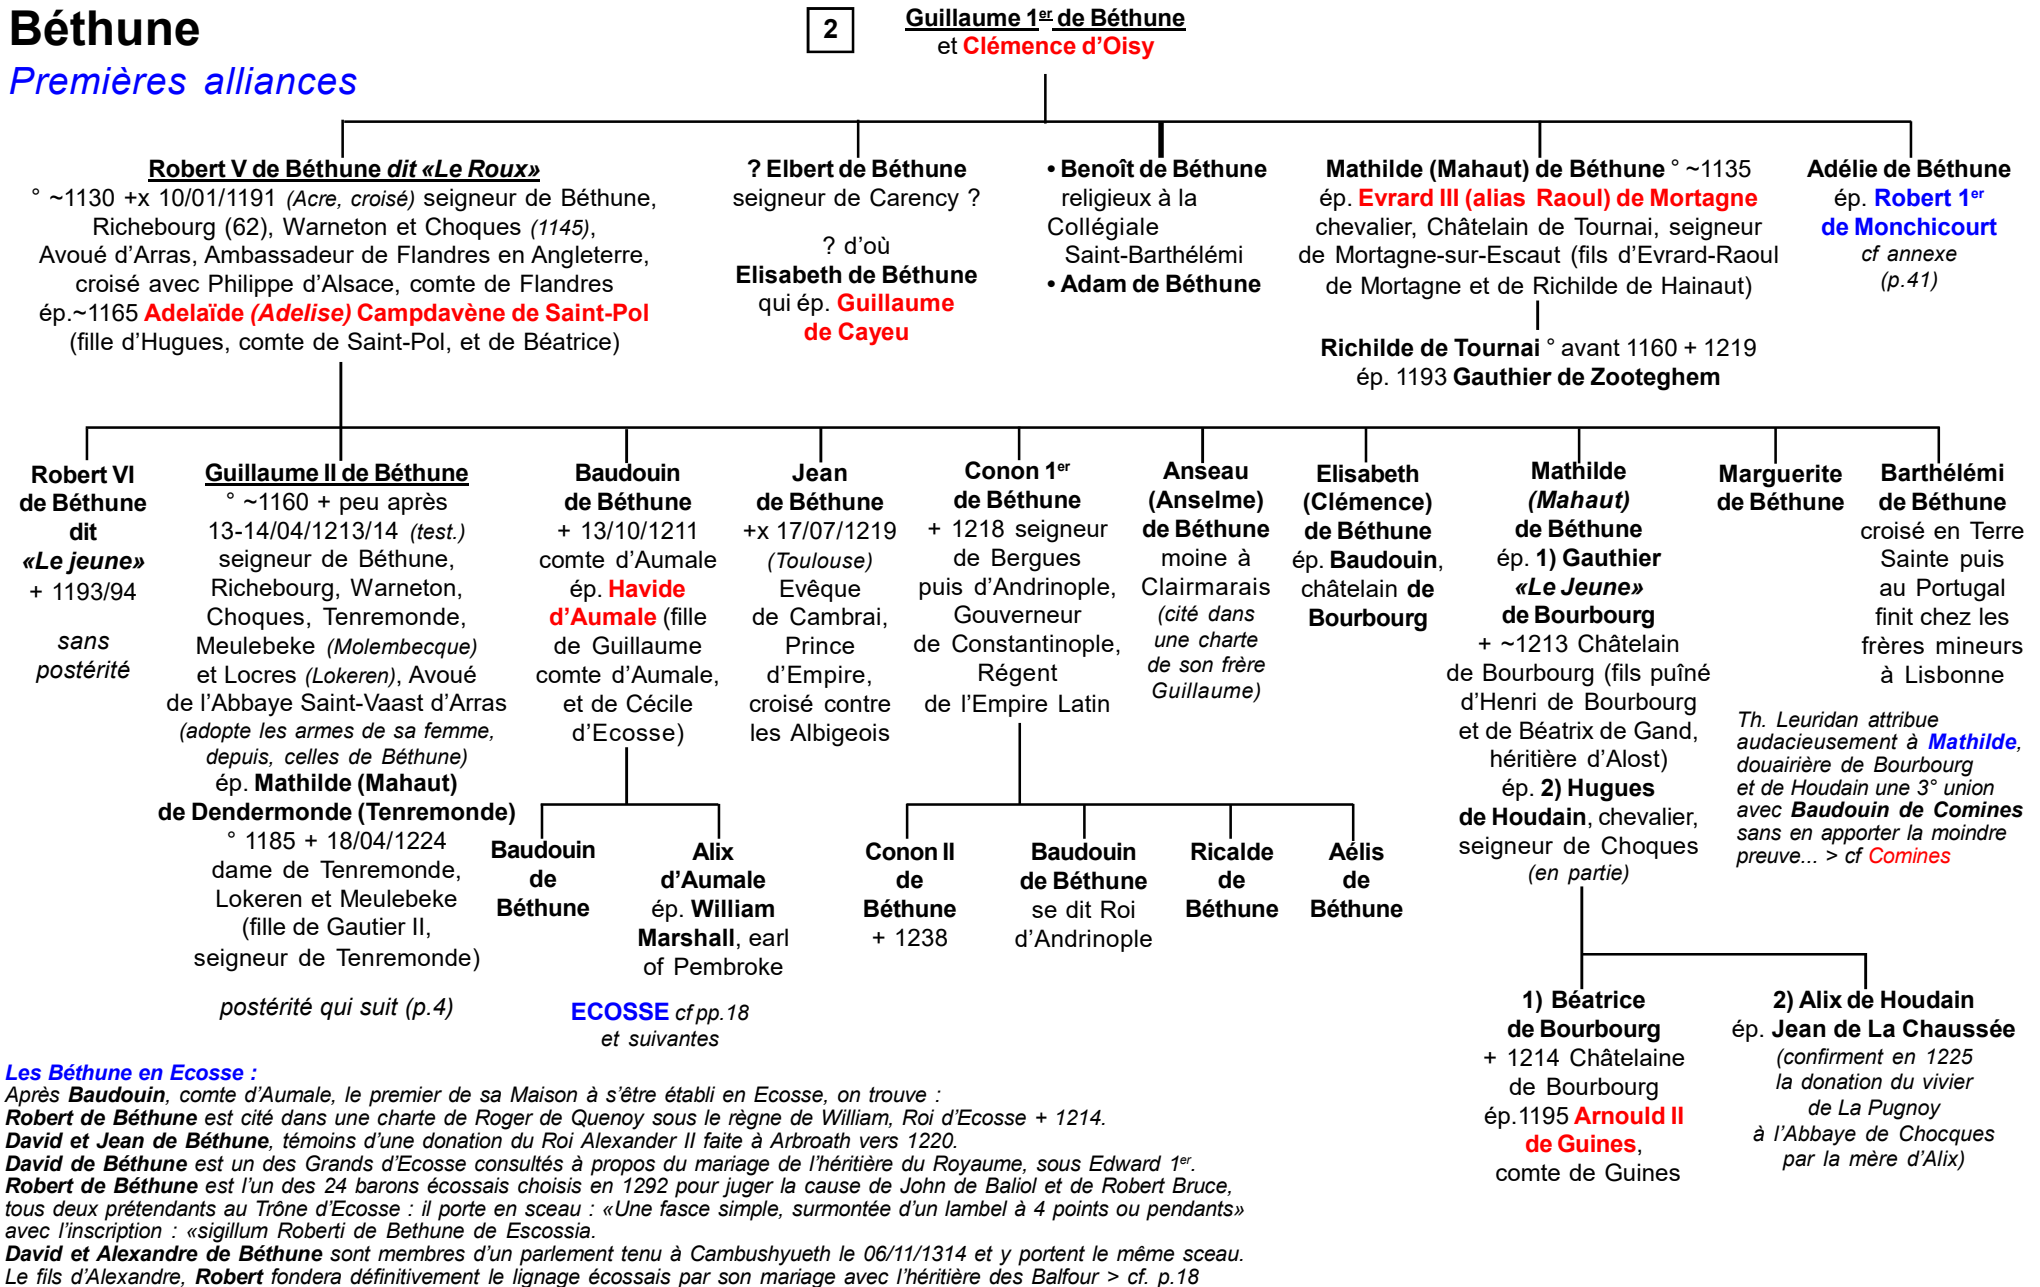 Béthune
Premières alliances
2
Guillaume 1er de Béthune
et Clémence d'Oisy
Robert V de Béthune dit «Le Roux»
° ~1130 +x 10/01/1191 (Acre, croisé) seigneur de Béthune,
Richebourg (62), Warneton et Choques (1145),
Avoué d'Arras, Ambassadeur de Flandres en Angleterre,
croisé avec Philippe d'Alsace, comte de Flandres
ép.~1165 Adelaïde (Adelise) Campdavène de Saint-Pol
(fille d'Hugues, comte de Saint-Pol, et de Béatrice)
? Elbert de Béthune
seigneur de Carency ?
? d'où
Elisabeth de Béthune
qui ép. Guillaume
de Cayeu
• Benoît de Béthune
religieux à la
Collégiale
Saint-Barthélémi
• Adam de Béthune
Mathilde (Mahaut) de Béthune ° ~1135
ép. Evrard III (alias Raoul) de Mortagne
chevalier, Châtelain de Tournai, seigneur
de Mortagne-sur-Escaut (fils d'Evrard-Raoul
de Mortagne et de Richilde de Hainaut)
Richilde de Tournai ° avant 1160 + 1219
ép. 1193 Gauthier de Zooteghem
Adélie de Béthune
ép. Robert 1er
de Monchicourt
cf annexe
(p.41)
Robert VI
de Béthune
dit
«Le jeune»
+ 1193/94
sans
postérité
Guillaume II de Béthune
° ~1160 + peu après
13-14/04/1213/14 (test.)
seigneur de Béthune,
Richebourg, Warneton,
Choques, Tenremonde,
Meulebeke (Molembecque)
et Locres (Lokeren), Avoué
de l'Abbaye Saint-Vaast d'Arras
(adopte les armes de sa femme,
depuis, celles de Béthune)
ép. Mathilde (Mahaut)
de Dendermonde (Tenremonde)
° 1185 + 18/04/1224
dame de Tenremonde,
Lokeren et Meulebeke
(fille de Gautier II,
seigneur de Tenremonde)
postérité qui suit (p.4)
Baudouin
de Béthune
+ 13/10/1211
comte d'Aumale
ép. Havide
d'Aumale (fille
de Guillaume
comte d'Aumale,
et de Cécile
d'Ecosse)
Jean
de Béthune
+x 17/07/1219
(Toulouse)
Evêque
de Cambrai,
Prince
d'Empire,
croisé contre
les Albigeois
Conon 1er
de Béthune
+ 1218 seigneur
de Bergues
puis d'Andrinople,
Gouverneur
de Constantinople,
Régent
de l'Empire Latin
Anseau
(Anselme)
de Béthune
moine à
Clairmarais
(cité dans
une charte
de son frère
Guillaume)
Elisabeth
(Clémence)
de Béthune
ép. Baudouin,
châtelain de
Bourbourg
Mathilde
(Mahaut)
de Béthune
ép. 1) Gauthier
«Le Jeune»
de Bourbourg
+ ~1213 Châtelain
de Bourbourg (fils puîné
d'Henri de Bourbourg
et de Béatrix de Gand,
héritière d'Alost)
ép. 2) Hugues
de Houdain, chevalier,
seigneur de Choques
(en partie)
Marguerite
de Béthune
Barthélémi
de Béthune
croisé en Terre
Sainte puis
au Portugal
finit chez les
frères mineurs
à Lisbonne
Th. Leuridan attribue
audacieusement à Mathilde,
douairière de Bourbourg
et de Houdain une 3° union
avec Baudouin de Comines
sans en apporter la moindre
preuve... > cf Comines
Baudouin
de
Béthune
Alix
d'Aumale
ép. William
Marshall, earl
of Pembroke
ECOSSE cf pp.18
et suivantes
Conon II
de
Béthune
+ 1238
Baudouin
de Béthune
se dit Roi
d'Andrinople
Ricalde
de
Béthune
Aélis
de
Béthune
1) Béatrice
de Bourbourg
+ 1214 Châtelaine
de Bourbourg
ép.1195 Arnould II
de Guines,
comte de Guines
2) Alix de Houdain
ép. Jean de La Chaussée
(confirment en 1225
la donation du vivier
de La Pugnoy
à l'Abbaye de Chocques
par la mère d'Alix)
Les Béthune en Ecosse :
Après Baudouin, comte d'Aumale, le premier de sa Maison à s'être établi en Ecosse, on trouve :
Robert de Béthune est cité dans une charte de Roger de Quenoy sous le règne de William, Roi d'Ecosse + 1214.
David et Jean de Béthune, témoins d'une donation du Roi Alexander II faite à Arbroath vers 1220.
David de Béthune est un des Grands d'Ecosse consultés à propos du mariage de l'héritière du Royaume, sous Edward 1er.
Robert de Béthune est l'un des 24 barons écossais choisis en 1292 pour juger la cause de John de Baliol et de Robert Bruce,
tous deux prétendants au Trône d'Ecosse : il porte en sceau : «Une fasce simple, surmontée d'un lambel à 4 points ou pendants»
avec l'inscription : «sigillum Roberti de Bethune de Escossia.
David et Alexandre de Béthune sont membres d'un parlement tenu à Cambushyueth le 06/11/1314 et y portent le même sceau.
Le fils d'Alexandre, Robert fondera définitivement le lignage écossais par son mariage avec l'héritière des Balfour > cf. p.18